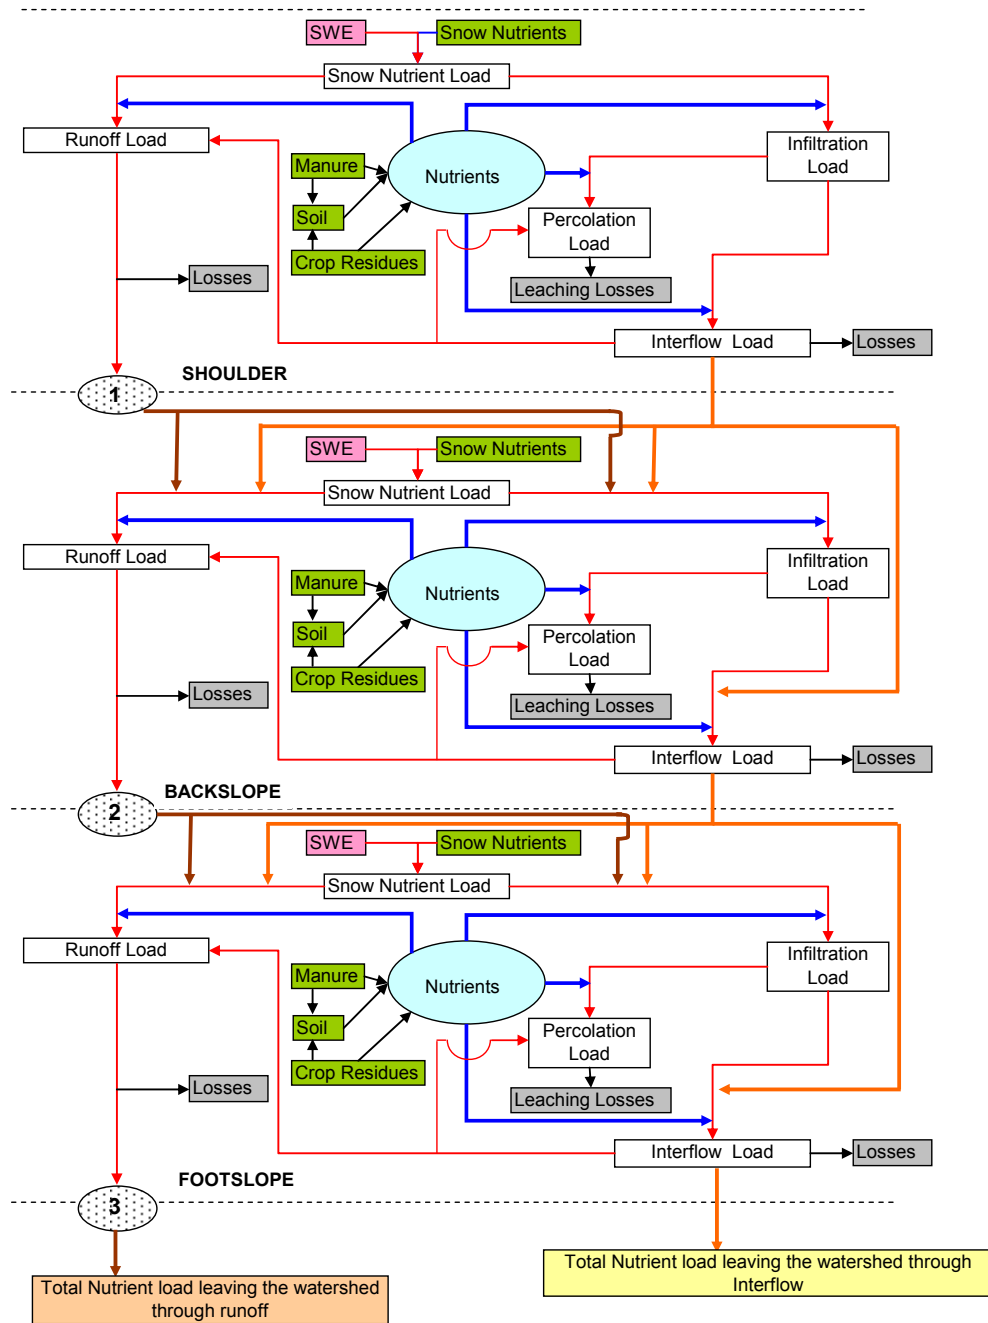 SWE
Snow Nutrients
Snow Nutrient Load
Runoff Load
Infiltration
Load
Manure
Nutrients
Soil
Percolation
Load
Crop Residues
Losses
Leaching Losses
Interflow Load
Losses
SHOULDER
1
SWE
Snow Nutrients
Snow Nutrient Load
Runoff Load
Infiltration
Load
Manure
Nutrients
Soil
Percolation
Load
Crop Residues
Losses
Leaching Losses
Interflow Load
Losses
BACKSLOPE
2
SWE
Snow Nutrients
Snow Nutrient Load
Runoff Load
Infiltration
Load
Manure
Nutrients
Soil
Percolation
Load
Crop Residues
Losses
Leaching Losses
Interflow Load
Losses
FOOTSLOPE
3
Total Nutrient load leaving the watershed
through runoff
Total Nutrient load leaving the watershed through
Interflow